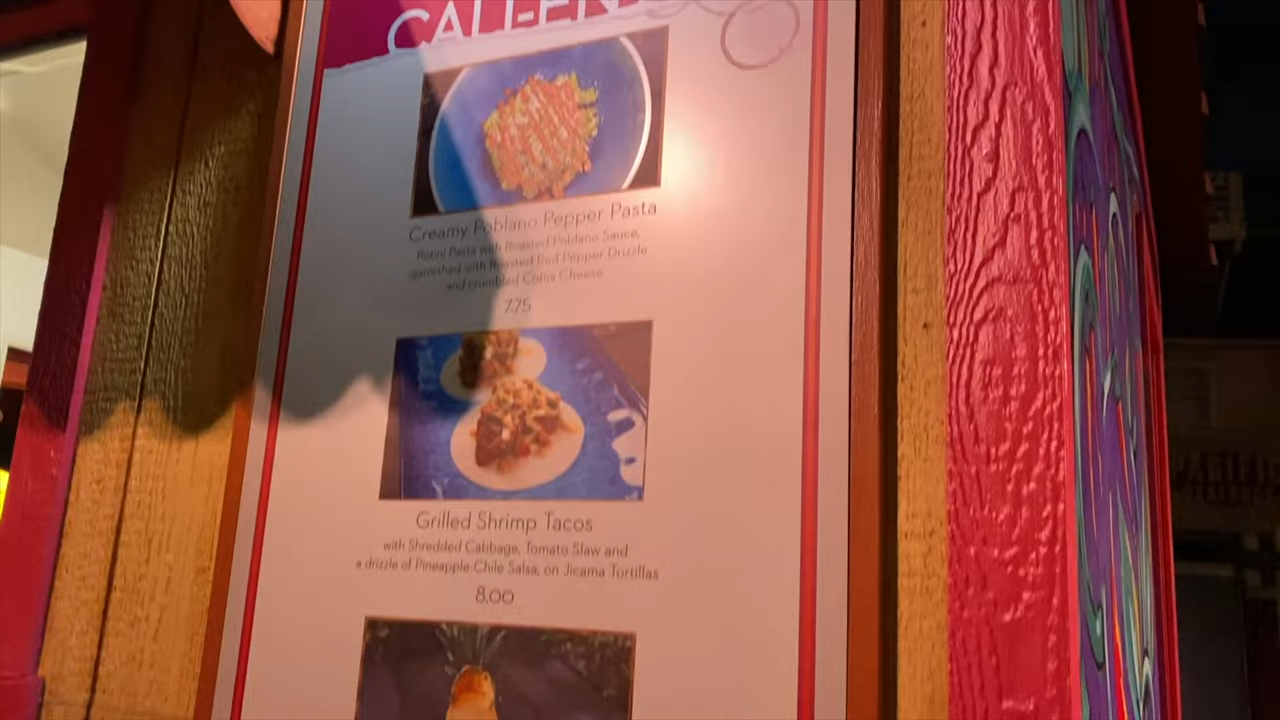 Creamy Poblano Pepper Pasta
Rotini Pasta with Roasted Poblano Sauce,
garnished with Roasted Red Pepper Drizzle
and crumbled Cotija Cheese
7.75
Grilled Shrimp Tacos
with Shredded Cabbage, Tomato Slaw and
a drizzle of Pineapple-Chile Salsa, on Jicama Tortillas
8.00